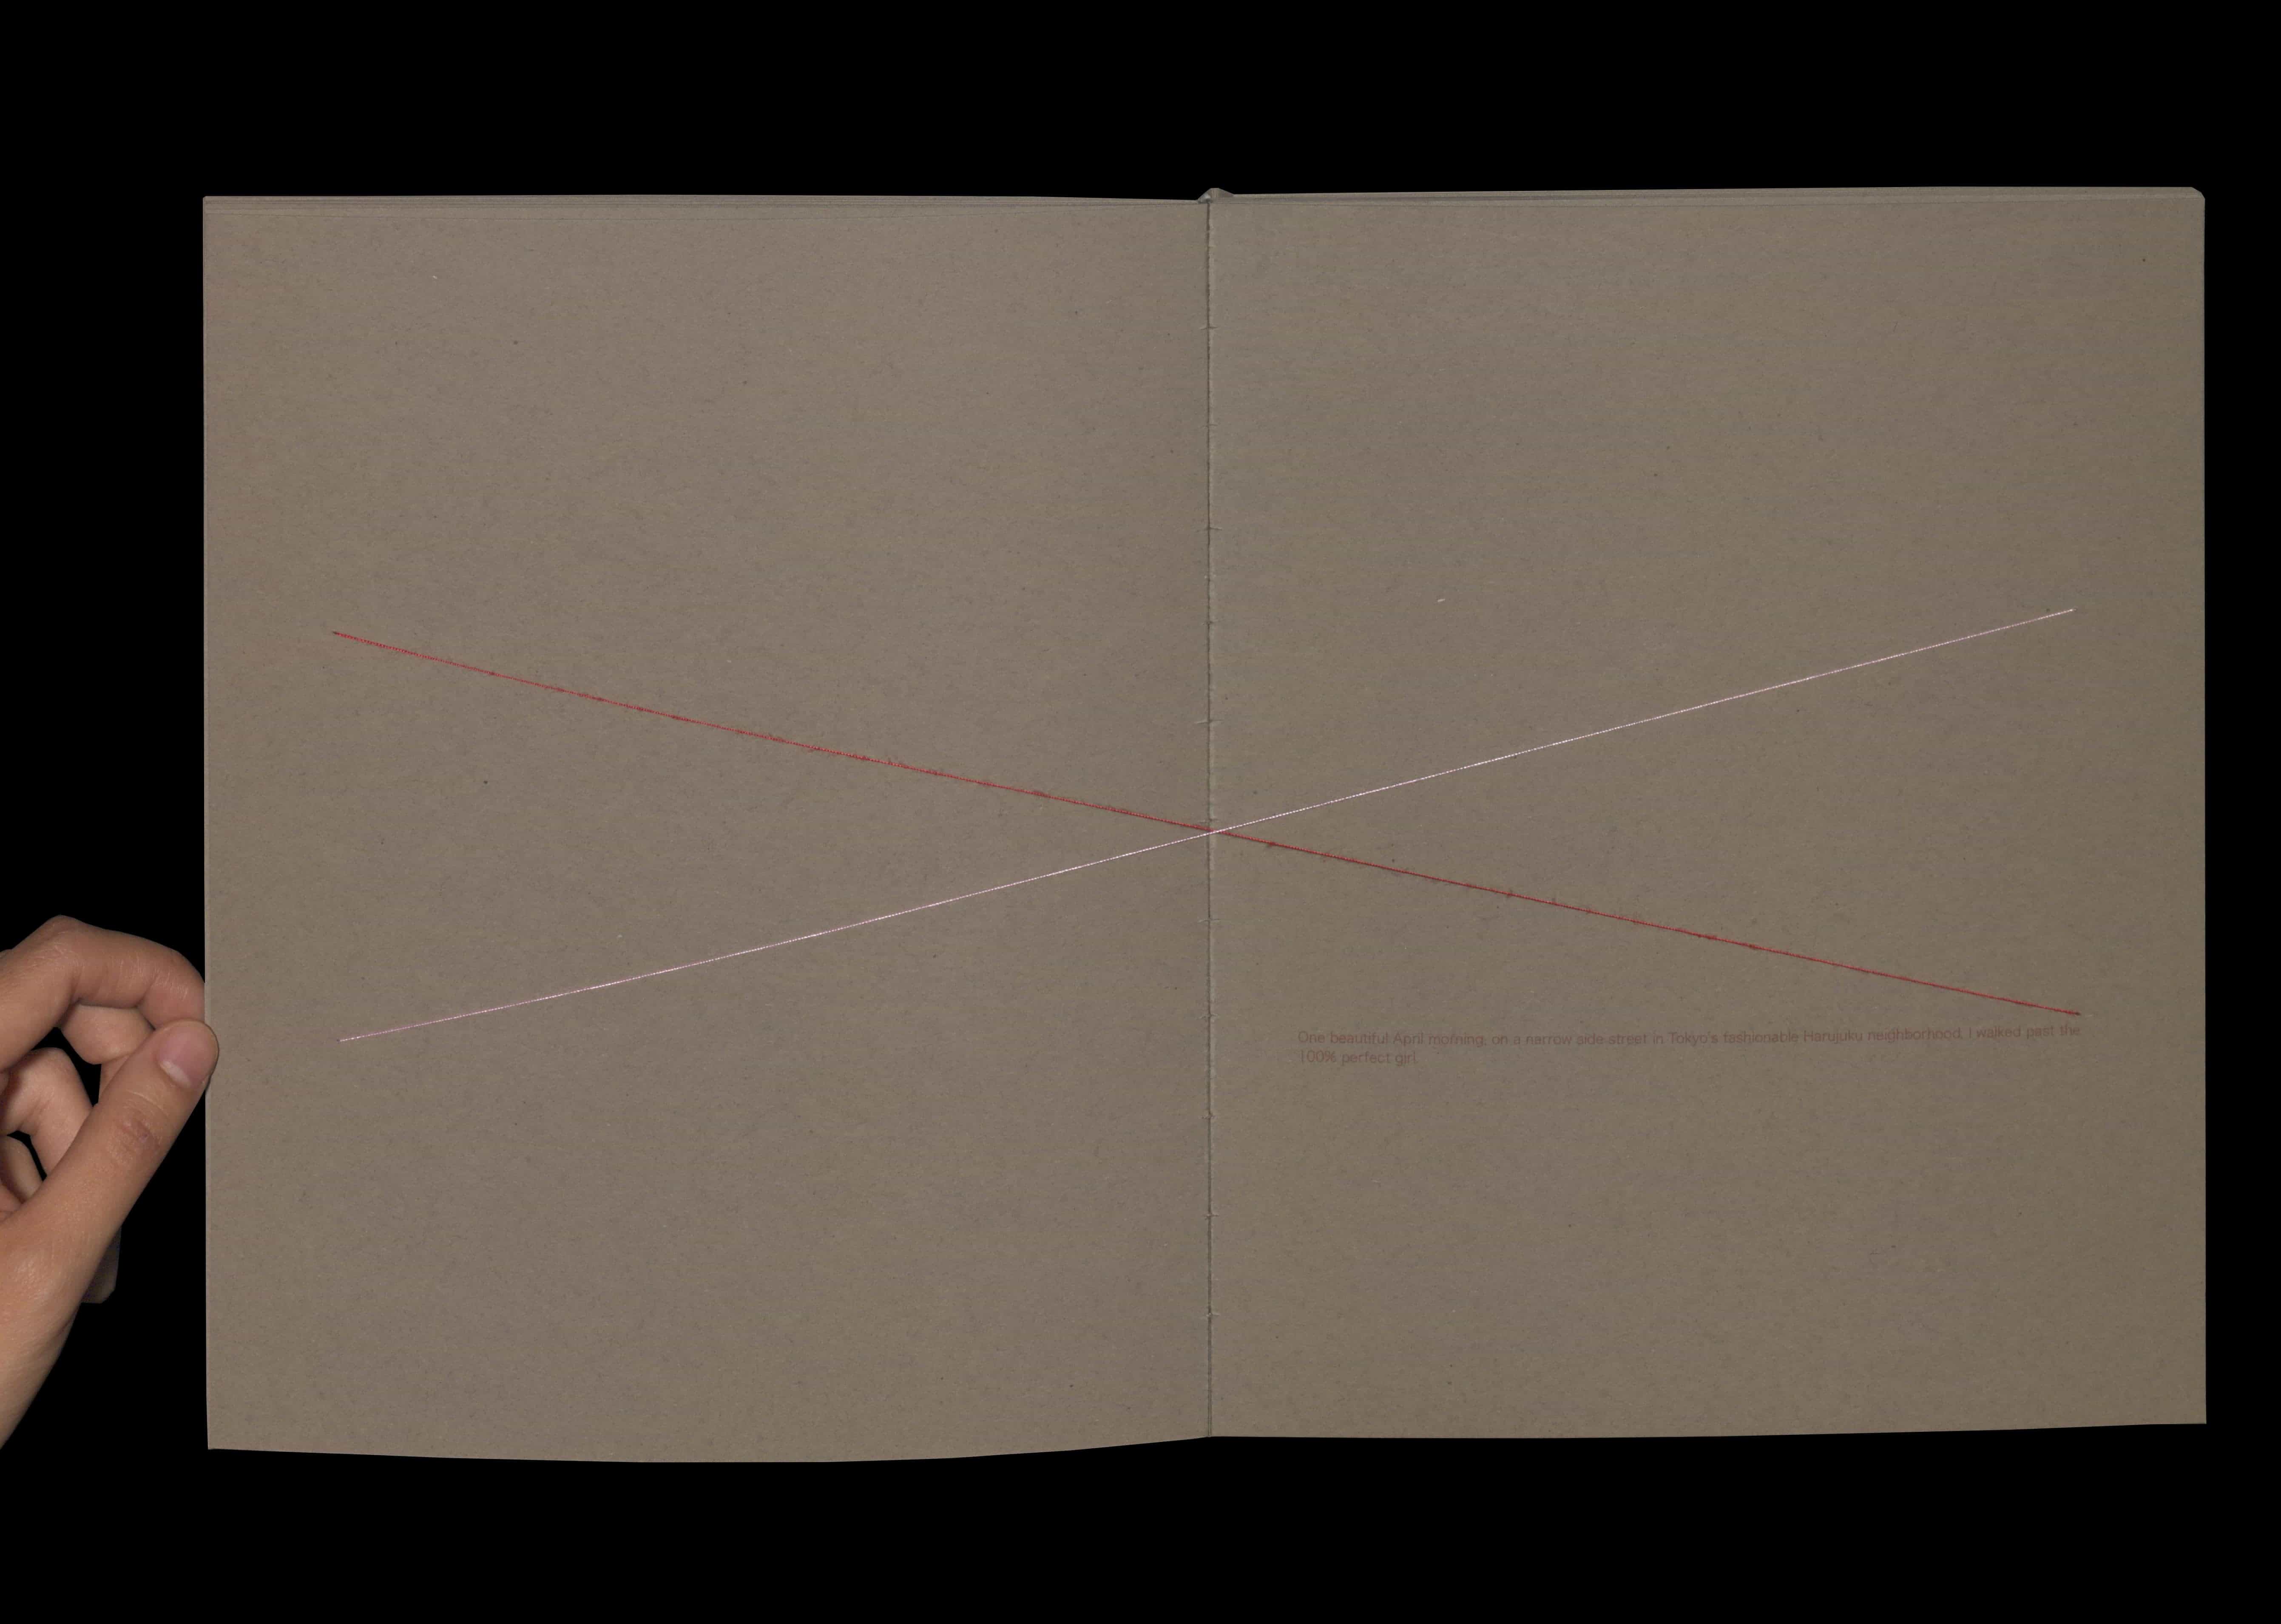 One beautiful April morning, on a narrow side street in Tokyo's fashionable Harujuku neighborhood, I walked past the
100% perfect girl.